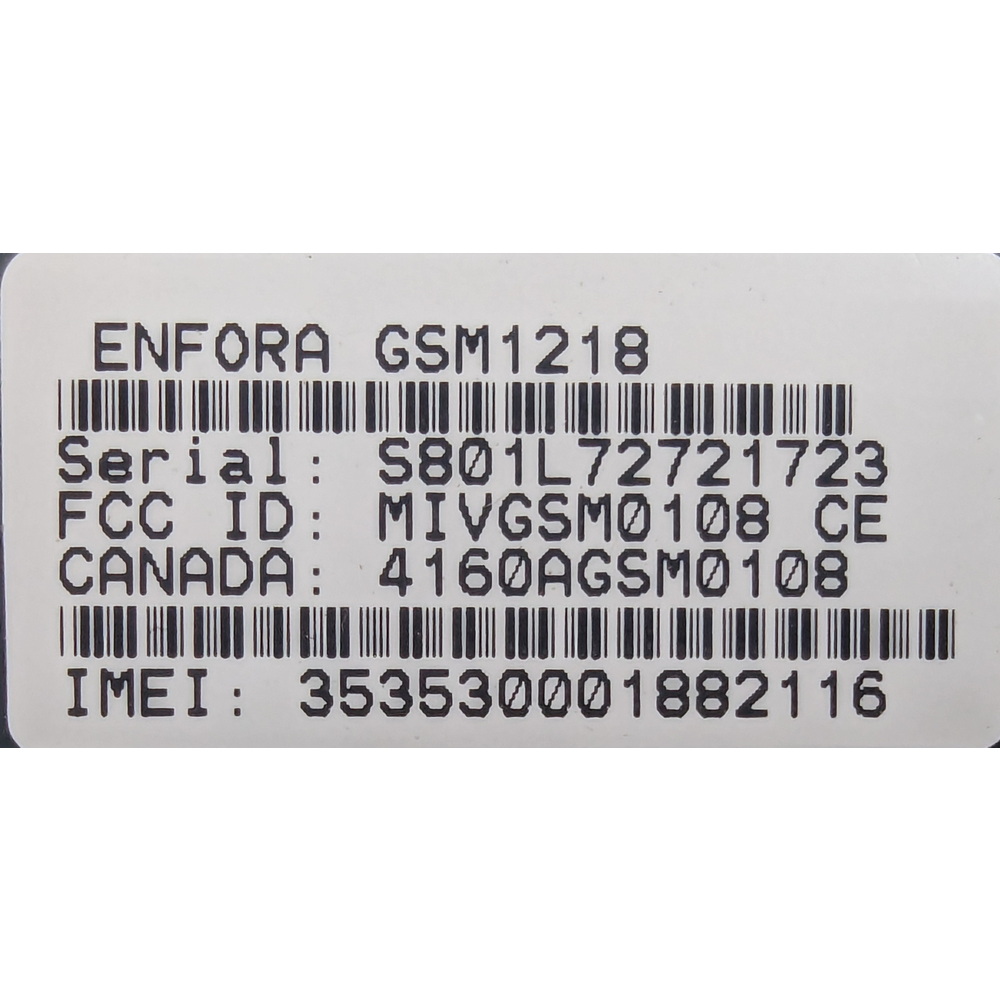 ENFORA GSM1218
Serial: S801L72721723
FCC ID: MIVGSM0108 CE
CANADA: 4160AGSM0108
IMEI: 353530001882116